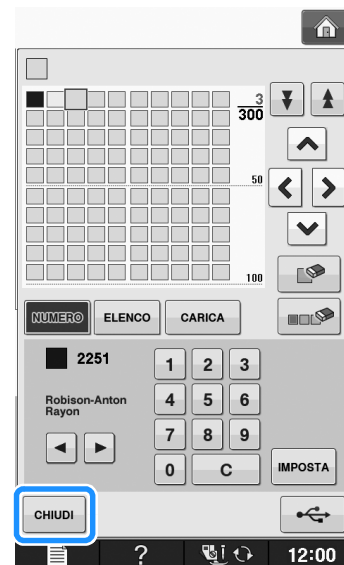 3
300
50
100
NUMERO ELENCO CARICA
2251
1 2 3
Robison-Anton
Rayon
4 5 6
7 8 9
0 C IMPOSTA
CHIUDI
? 12:00